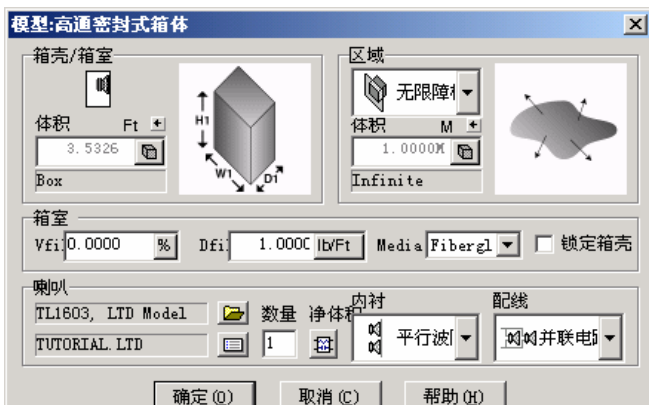 模型:高通密封式箱体
箱壳/箱室
区域
无限障
体积 Ft
H1
W1 D1
体积 M
3.5326
1.0000M
Box
Infinite
箱室
Vfil 0.0000 % Dfil 1.000 lb/Ft Media Fibergl 锁定箱壳
喇叭
TL1603, LTD Model 数量 净体积 内衬 配线
TUTORIAL.LTD 1 平行波 并联电
确定(O) 取消(C) 帮助(H)